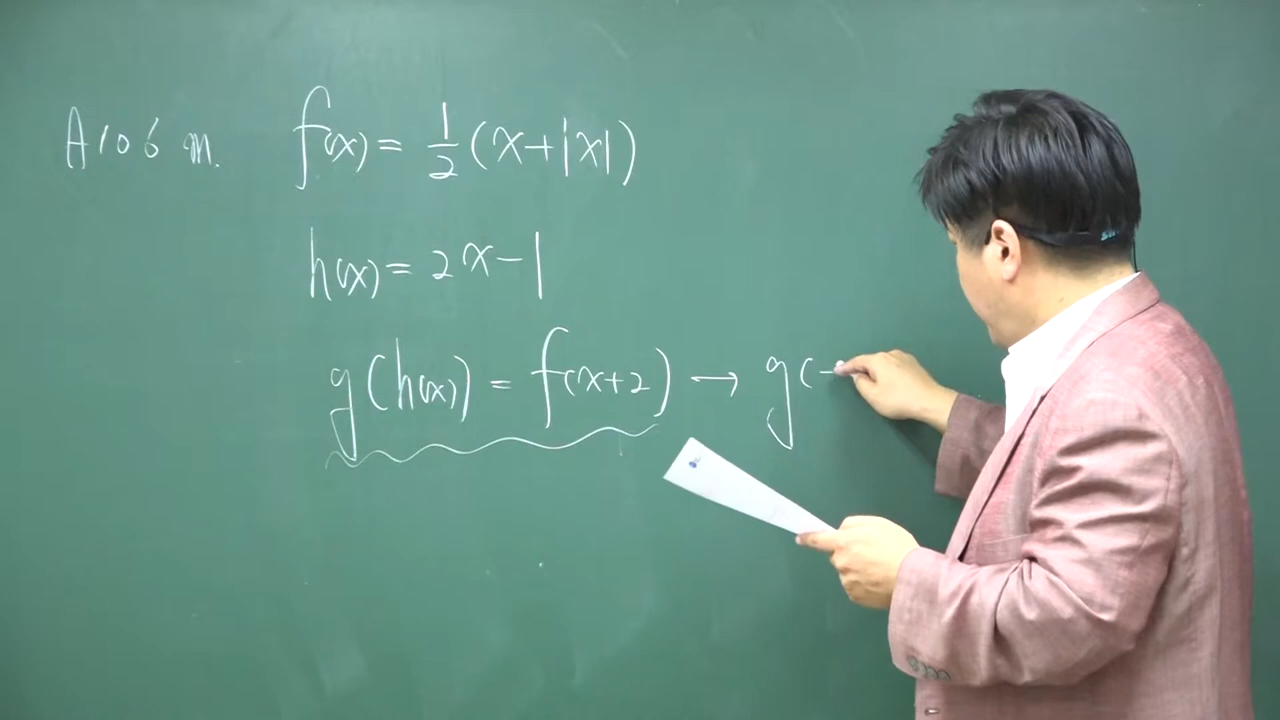 A106 m. f(x) = 1/2 (x+|x|)
h(x) = 2x-1
g(h(x)) = f(x+2) → g(-